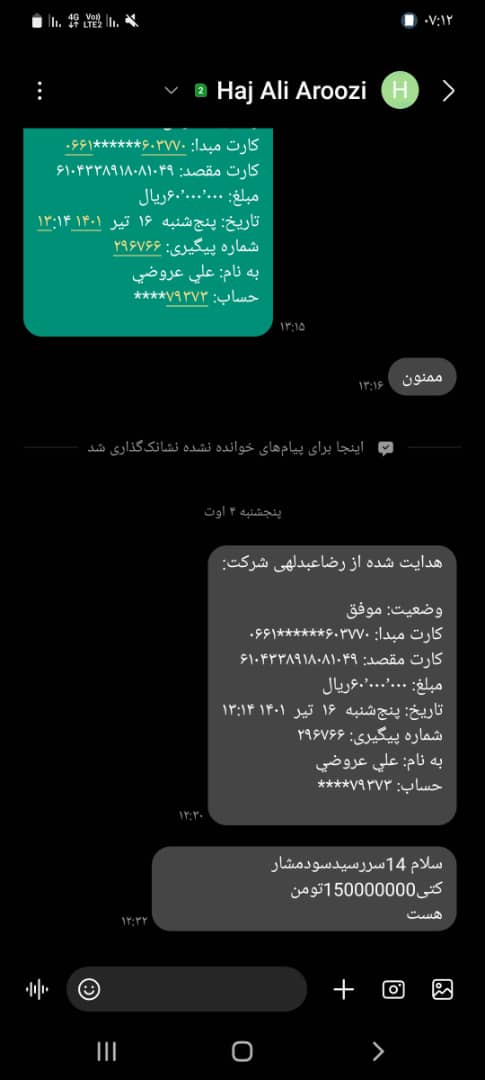 ۰۷:۱۲
4G Vo)) LTE2
Haj Ali Aroozi 2 H
کارت مبدا: ۶۰۳۷۷۰******۰۶۶۱
کارت مقصد: ۶۱۰۴۳۳۸۹۱۸۰۸۱۰۴۹
مبلغ: ۶۰٬۰۰۰٬۰۰۰ریال
تاریخ: پنج‌شنبه ۱۶ تیر ۱۴۰۱ ۱۳:۱۴
شماره پیگیری: ۲۹۶۷۶۶
به نام: علي عروضي
حساب: ۷۹۳۷۳****
۱۳:۱۵
ممنون
۱۳:۱۶
اینجا برای پیام‌های خوانده نشده نشانک‌گذاری شد
پنجشنبه ۴ اوت
هدایت شده از رضاعبدلهی شرکت:
وضعیت: موفق
کارت مبدا: ۶۰۳۷۷۰******۰۶۶۱
کارت مقصد: ۶۱۰۴۳۳۸۹۱۸۰۸۱۰۴۹
مبلغ: ۶۰٬۰۰۰٬۰۰۰ریال
تاریخ: پنج‌شنبه ۱۶ تیر ۱۴۰۱ ۱۳:۱۴
شماره پیگیری: ۲۹۶۷۶۶
به نام: علي عروضي
حساب: ۷۹۳۷۳****
۱۲:۳۰
سلام 14سررسیدسودمشار
کتی150000000تومن
هست
۱۲:۳۲